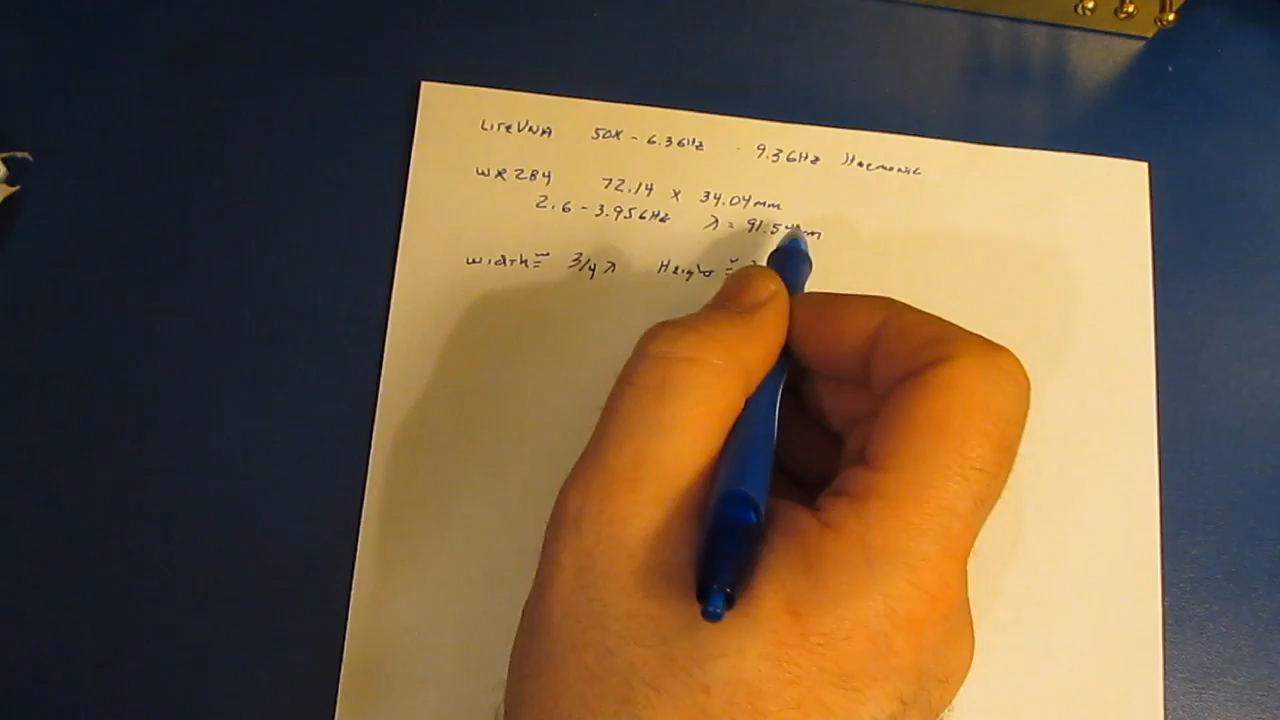 LiteVNA 50K - 6.3GHz - 9.3GHz Harmonic
WR284 72.14 x 34.04mm
2.6 - 3.95GHz λ = 91.54mm
width ≅ 3/4 λ Height ≅